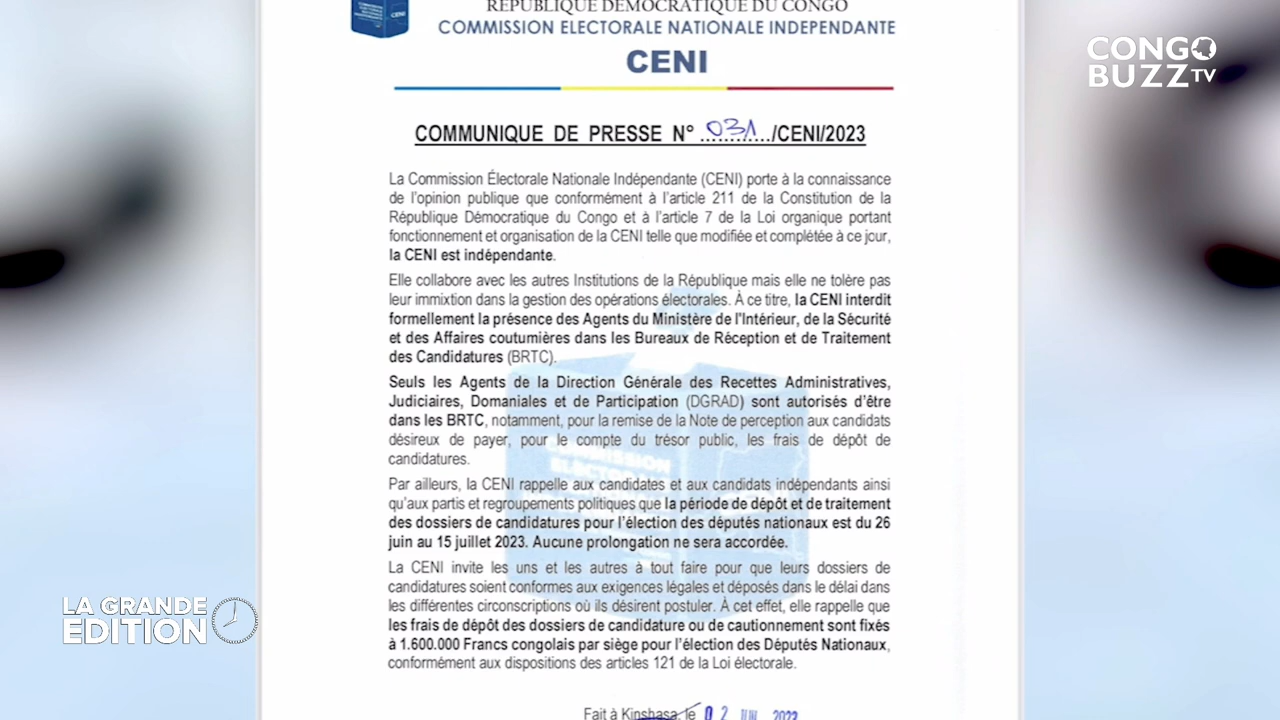 REPUBLIQUE DEMOCRATIQUE DU CONGO
COMMISSION ELECTORALE NATIONALE INDEPENDANTE
CENI
CENI
CONGO
BUZZ TV
COMMUNIQUE DE PRESSE N° ...031.../CENI/2023
La Commission Électorale Nationale Indépendante (CENI) porte à la connaissance
de l'opinion publique que conformément à l'article 211 de la Constitution de la
République Démocratique du Congo et à l'article 7 de la Loi organique portant
fonctionnement et organisation de la CENI telle que modifiée et complétée à ce jour,
la CENI est indépendante.
Elle collabore avec les autres Institutions de la République mais elle ne tolère pas
leur immixtion dans la gestion des opérations électorales. À ce titre, la CENI interdit
formellement la présence des Agents du Ministère de l'Intérieur, de la Sécurité
et des Affaires coutumières dans les Bureaux de Réception et de Traitement
des Candidatures (BRTC).
Seuls les Agents de la Direction Générale des Recettes Administratives,
Judiciaires, Domaniales et de Participation (DGRAD) sont autorisés d'être
dans les BRTC, notamment, pour la remise de la Note de perception aux candidats
désireux de payer, pour le compte du trésor public, les frais de dépôt de
candidatures.
Par ailleurs, la CENI rappelle aux candidates et aux candidats indépendants ainsi
qu'aux partis et regroupements politiques que la période de dépôt et de traitement
des dossiers de candidatures pour l'élection des députés nationaux est du 26
juin au 15 juillet 2023. Aucune prolongation ne sera accordée.
La CENI invite les uns et les autres à tout faire pour que leurs dossiers de
candidatures soient conformes aux exigences légales et déposés dans le délai dans
les différentes circonscriptions où ils désirent postuler. À cet effet, elle rappelle que
les frais de dépôt des dossiers de candidature ou de cautionnement sont fixés
à 1.600.000 Francs congolais par siège pour l'élection des Députés Nationaux,
conformément aux dispositions des articles 121 de la Loi électorale.
LA GRANDE
EDITION
Fait à Kinshasa, le 02 2023